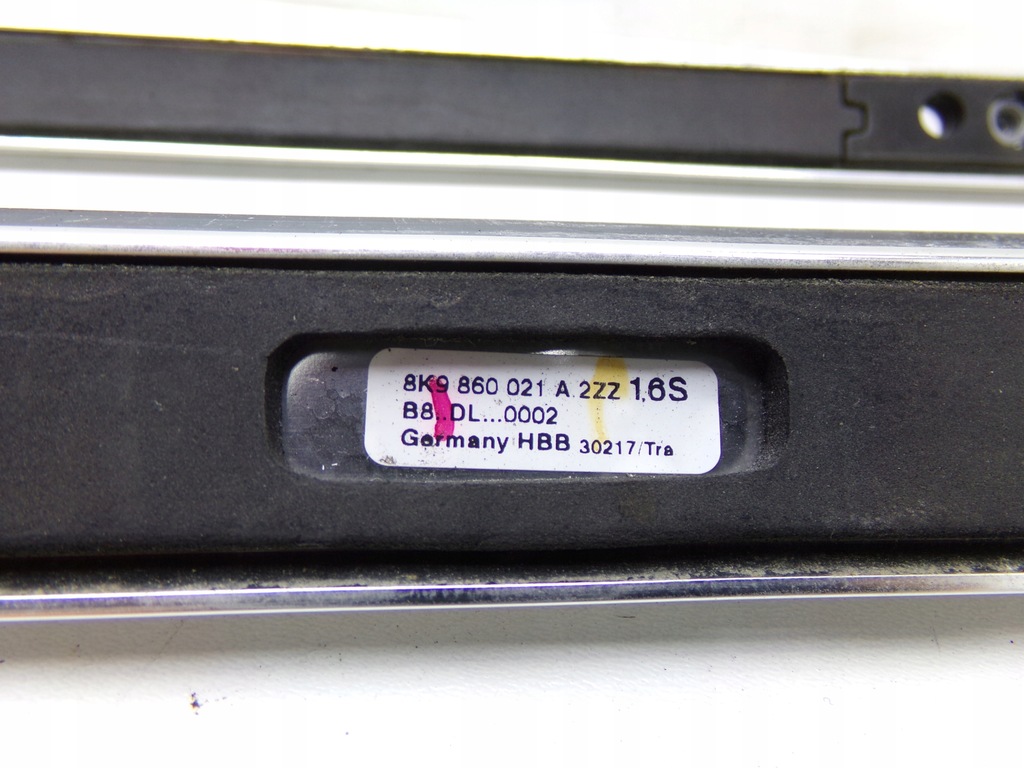 8K9 860 021 A 2ZZ 1,6S
B8..DL...0002
Germany HBB 30217/Tra